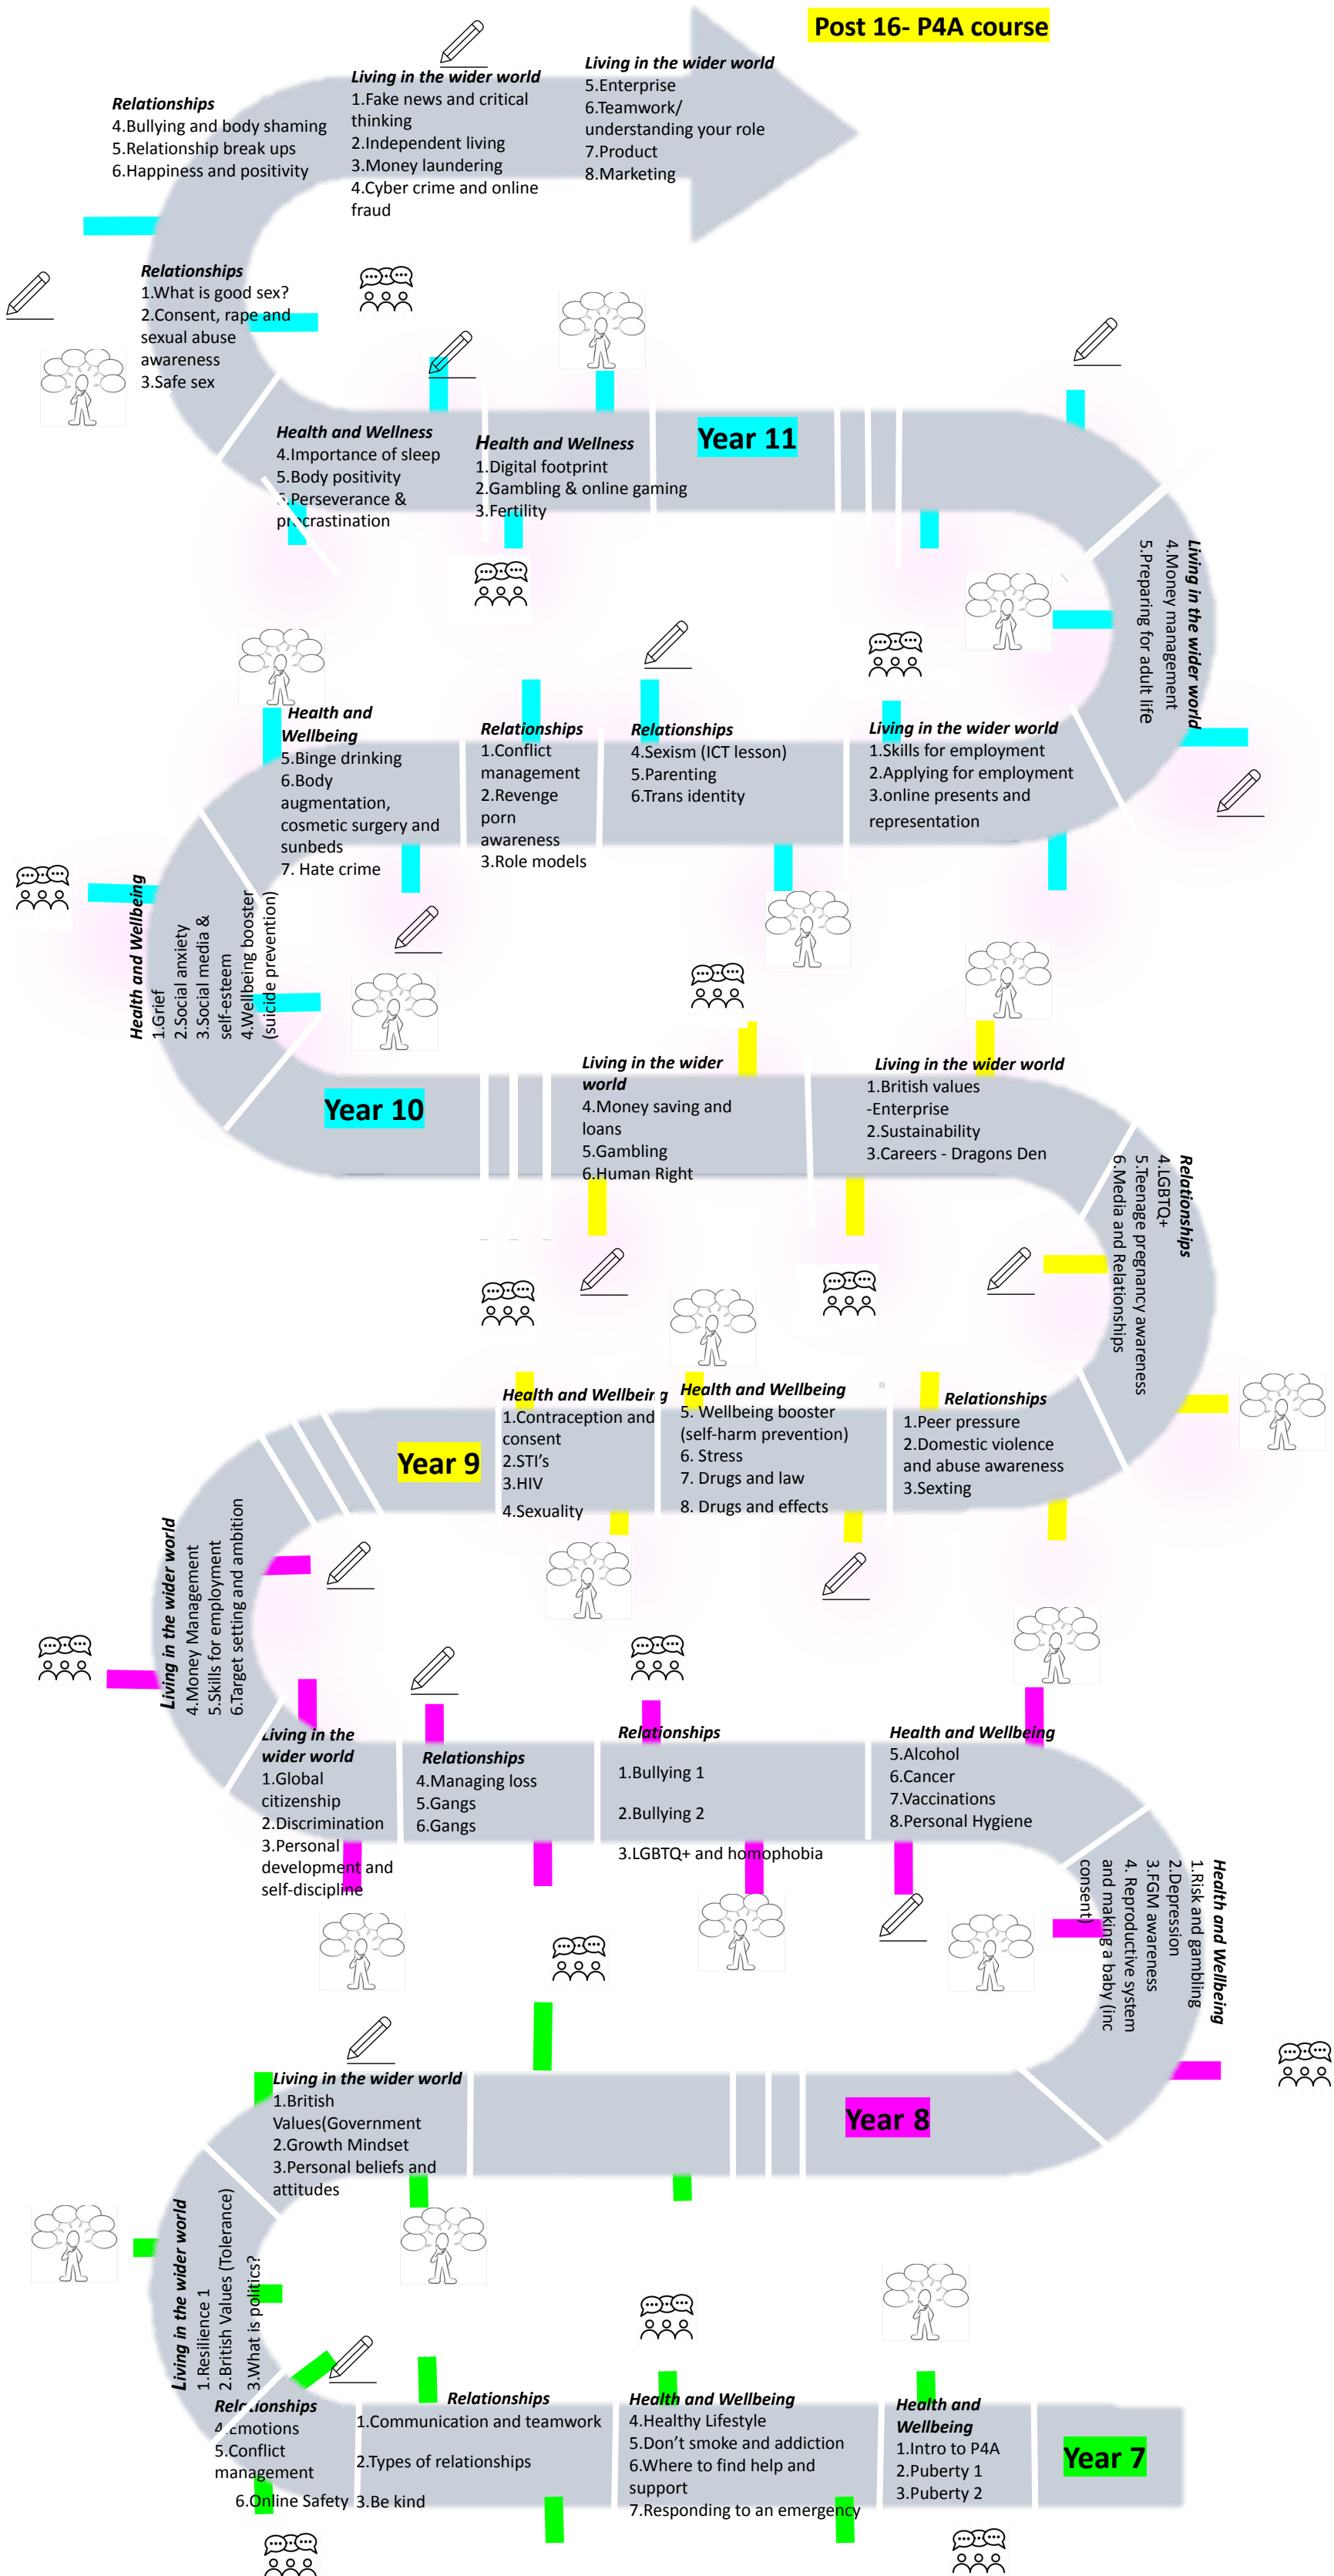 Post 16- P4A course
Living in the wider world
5.Enterprise
6.Teamwork/
understanding your role
7.Product
8.Marketing
Living in the wider world
1.Fake news and critical
thinking
2.Independent living
3.Money laundering
4.Cyber crime and online
fraud
Relationships
4.Bullying and body shaming
5.Relationship break ups
6.Happiness and positivity
Relationships
1.What is good sex?
2.Consent, rape and
sexual abuse
awareness
3.Safe sex
Health and Wellness
4.Importance of sleep
5.Body positivity
6.Perseverance &
procrastination
Health and Wellness
1.Digital footprint
2.Gambling & online gaming
3.Fertility
Year 11
Living in the wider world
4.Money management
5.Preparing for adult life
Health and
Wellbeing
5.Binge drinking
6.Body
augmentation,
cosmetic surgery and
sunbeds
7. Hate crime
Relationships
1.Conflict
management
2.Revenge
porn
awareness
3.Role models
Relationships
4.Sexism (ICT lesson)
5.Parenting
6.Trans identity
Living in the wider world
1.Skills for employment
2.Applying for employment
3.online presents and
representation
Health and Wellbeing
1.Grief
2.Social anxiety
3.Social media &
self-esteem
4.Wellbeing booster
(suicide prevention)
Year 10
Living in the wider
world
4.Money saving and
loans
5.Gambling
6.Human Right
Living in the wider world
1.British values
-Enterprise
2.Sustainability
3.Careers - Dragons Den
Relationships
4.LGBTQ+
5.Teenage pregnancy awareness
6.Media and Relationships
Year 9
Health and Wellbeing
1.Contraception and
consent
2.STI's
3.HIV
4.Sexuality
Health and Wellbeing
5. Wellbeing booster
(self-harm prevention)
6. Stress
7. Drugs and law
8. Drugs and effects
Relationships
1.Peer pressure
2.Domestic violence
and abuse awareness
3.Sexting
Living in the wider world
4.Money Management
5.Skills for employment
6.Target setting and ambition
Living in the
wider world
1.Global
citizenship
2.Discrimination
3.Personal
development and
self-discipline
Relationships
4.Managing loss
5.Gangs
6.Gangs
Relationships
1.Bullying 1
2.Bullying 2
3.LGBTQ+ and homophobia
Health and Wellbeing
5.Alcohol
6.Cancer
7.Vaccinations
8.Personal Hygiene
Health and Wellbeing
1.Risk and gambling
2.Depression
3.FGM awareness
4. Reproductive system
and making a baby (inc
consent)
Year 8
Living in the wider world
1.British
Values(Government
2.Growth Mindset
3.Personal beliefs and
attitudes
Living in the wider world
1.Resilience 1
2.British Values (Tolerance)
3.What is politics?
Relationships
4.Emotions
5.Conflict
management
6.Online Safety
Relationships
1.Communication and teamwork
2.Types of relationships
3.Be kind
Health and Wellbeing
4.Healthy Lifestyle
5.Don't smoke and addiction
6.Where to find help and
support
7.Responding to an emergency
Health and
Wellbeing
1.Intro to P4A
2.Puberty 1
3.Puberty 2
Year 7